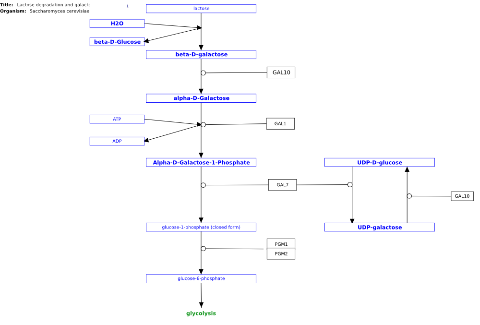 Title: Lactose degradation and galact
Organism: Saccharomyces cerevisiae
lactose
H2O
beta-D-Glucose
beta-D-galactose
GAL10
alpha-D-Galactose
ATP
GAL1
ADP
Alpha-D-Galactose-1-Phosphate
UDP-D-glucose
GAL7
GAL10
glucose-1-phosphate (closed form)
UDP-galactose
PGM1
PGM2
glucose-6-phosphate
glycolysis